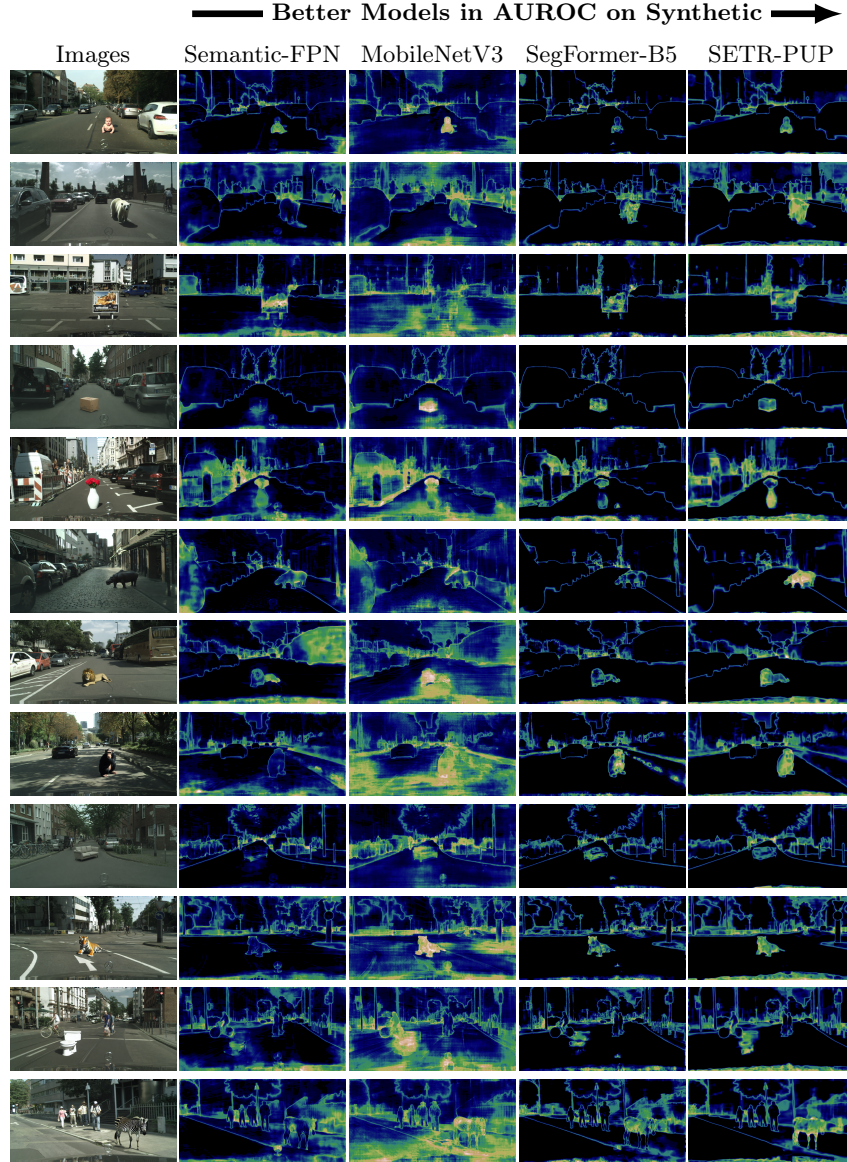 Better Models in AUROC on Synthetic
Images Semantic-FPN MobileNetV3 SegFormer-B5 SETR-PUP